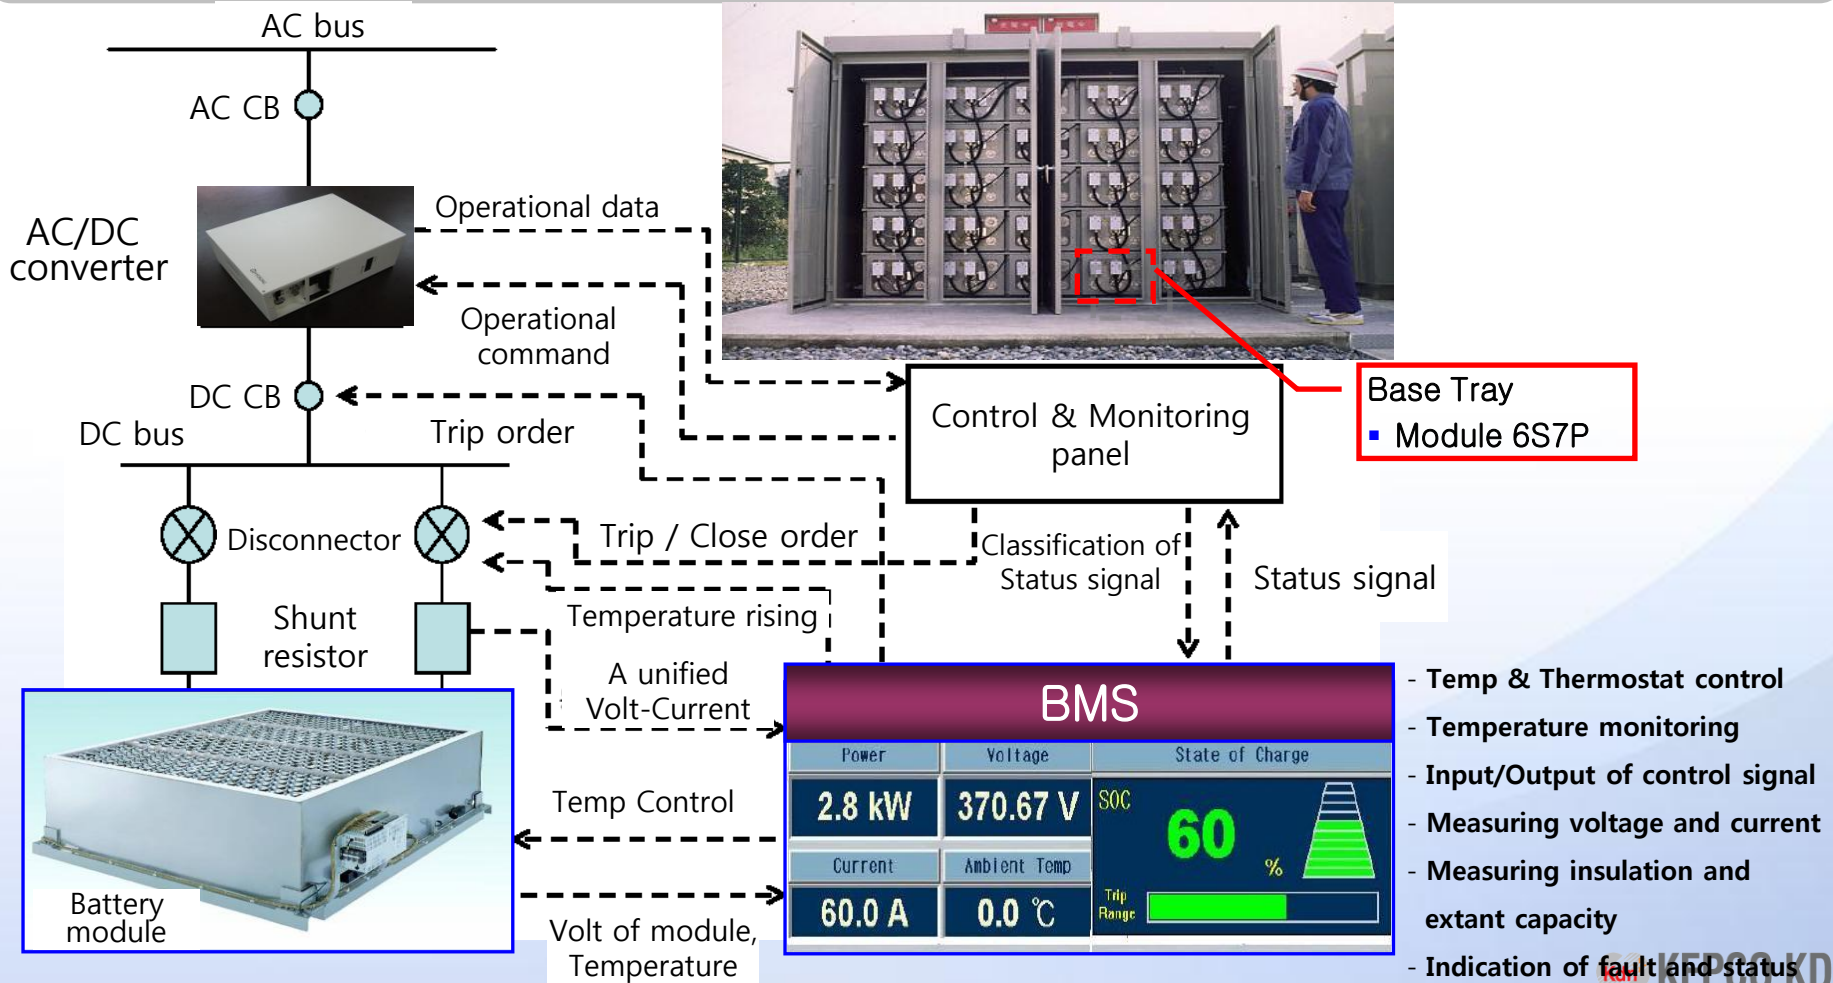 AC bus
AC CB
AC/DC
converter
Operational data
Operational
command
DC CB
DC bus
Trip order
Control & Monitoring
panel
Base Tray
▪ Module 6S7P
Disconnector
Trip / Close order
Classification of
Status signal
Status signal
Temperature rising
Shunt
resistor
A unified
Volt-Current
BMS
Power
Voltage
State of Charge
2.8 kW
370.67 V
SOC
60
%
Current
Ambient Temp
60.0 A
0.0 ℃
Trip
Range
Temp Control
Battery
module
Volt of module,
Temperature
- Temp & Thermostat control
- Temperature monitoring
- Input/Output of control signal
- Measuring voltage and current
- Measuring insulation and
extant capacity
- Indication of fault and status
KEPCO KD